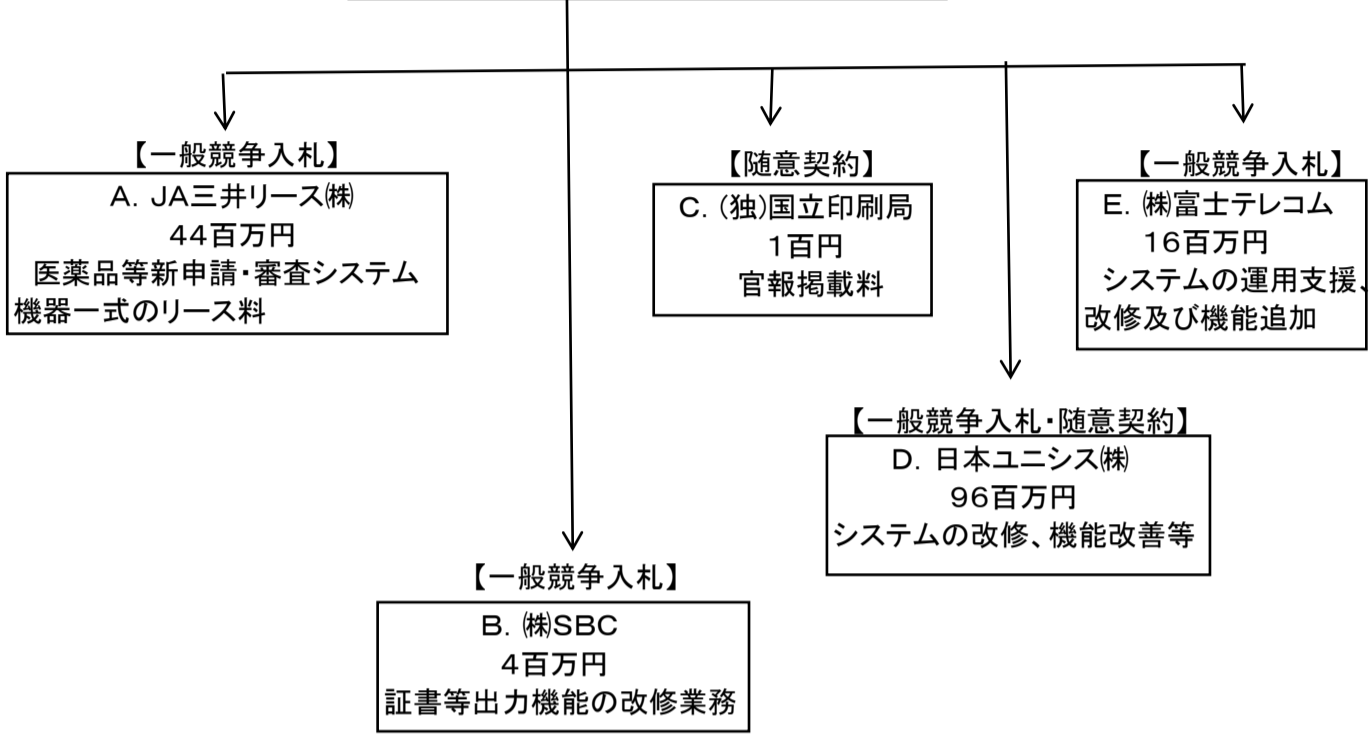 【一般競争入札】
A. JA三井リース㈱
44百万円
医薬品等新申請・審査システム
機器一式のリース料
【随意契約】
C. (独)国立印刷局
1百円
官報掲載料
【一般競争入札】
E. ㈱富士テレコム
16百万円
システムの運用支援、
改修及び機能追加
【一般競争入札・随意契約】
D. 日本ユニシス㈱
96百万円
システムの改修、機能改善等
【一般競争入札】
B. ㈱SBC
4百万円
証書等出力機能の改修業務